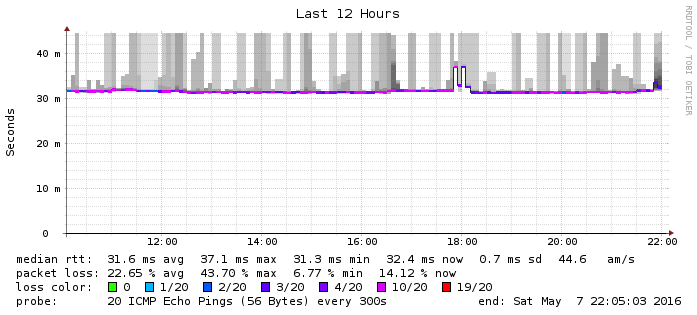 Last 12 Hours
RRDTOOL / TOBI OETIKER
Seconds
40 m
30 m
20 m
10 m
0
12:00 14:00 16:00 18:00 20:00 22:00
median rtt: 31.6 ms avg 37.1 ms max 31.3 ms min 32.4 ms now 0.7 ms sd 44.6 am/s
packet loss: 22.65 % avg 43.70 % max 6.77 % min 14.12 % now
loss color: 0 1/20 2/20 3/20 4/20 10/20 19/20
probe: 20 ICMP Echo Pings (56 Bytes) every 300s end: Sat May 7 22:05:03 2016